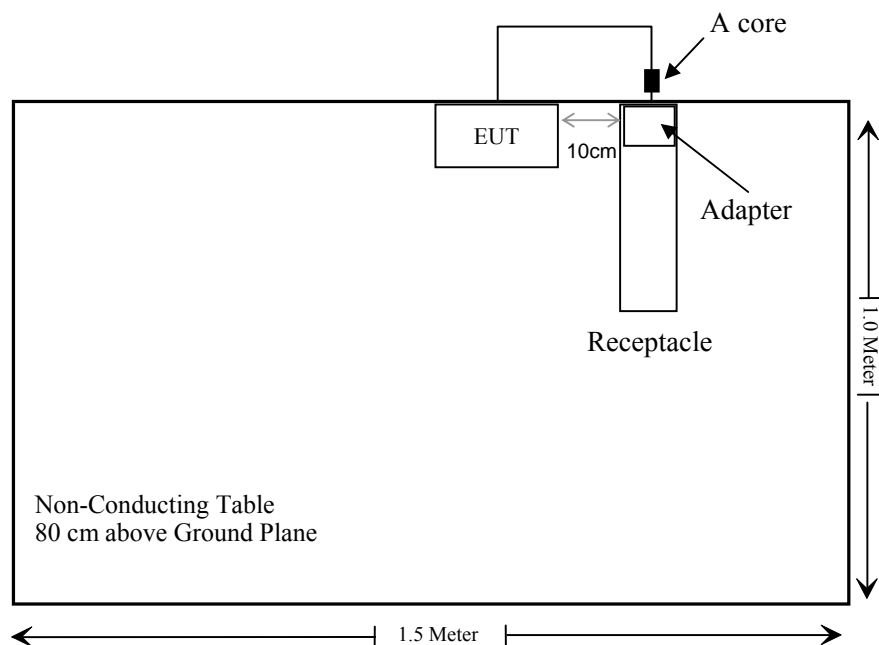 A core
EUT
10cm
Adapter
Receptacle
1.0 Meter
Non-Conducting Table
80 cm above Ground Plane
1.5 Meter